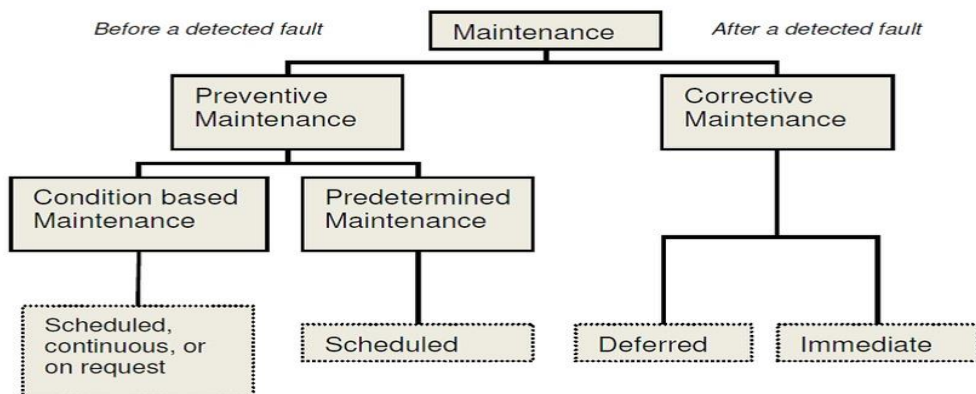 Before a detected fault
Maintenance
After a detected fault
Preventive
Maintenance
Corrective
Maintenance
Condition based
Maintenance
Predetermined
Maintenance
Scheduled,
continuous, or
on request
Scheduled
Deferred
Immediate